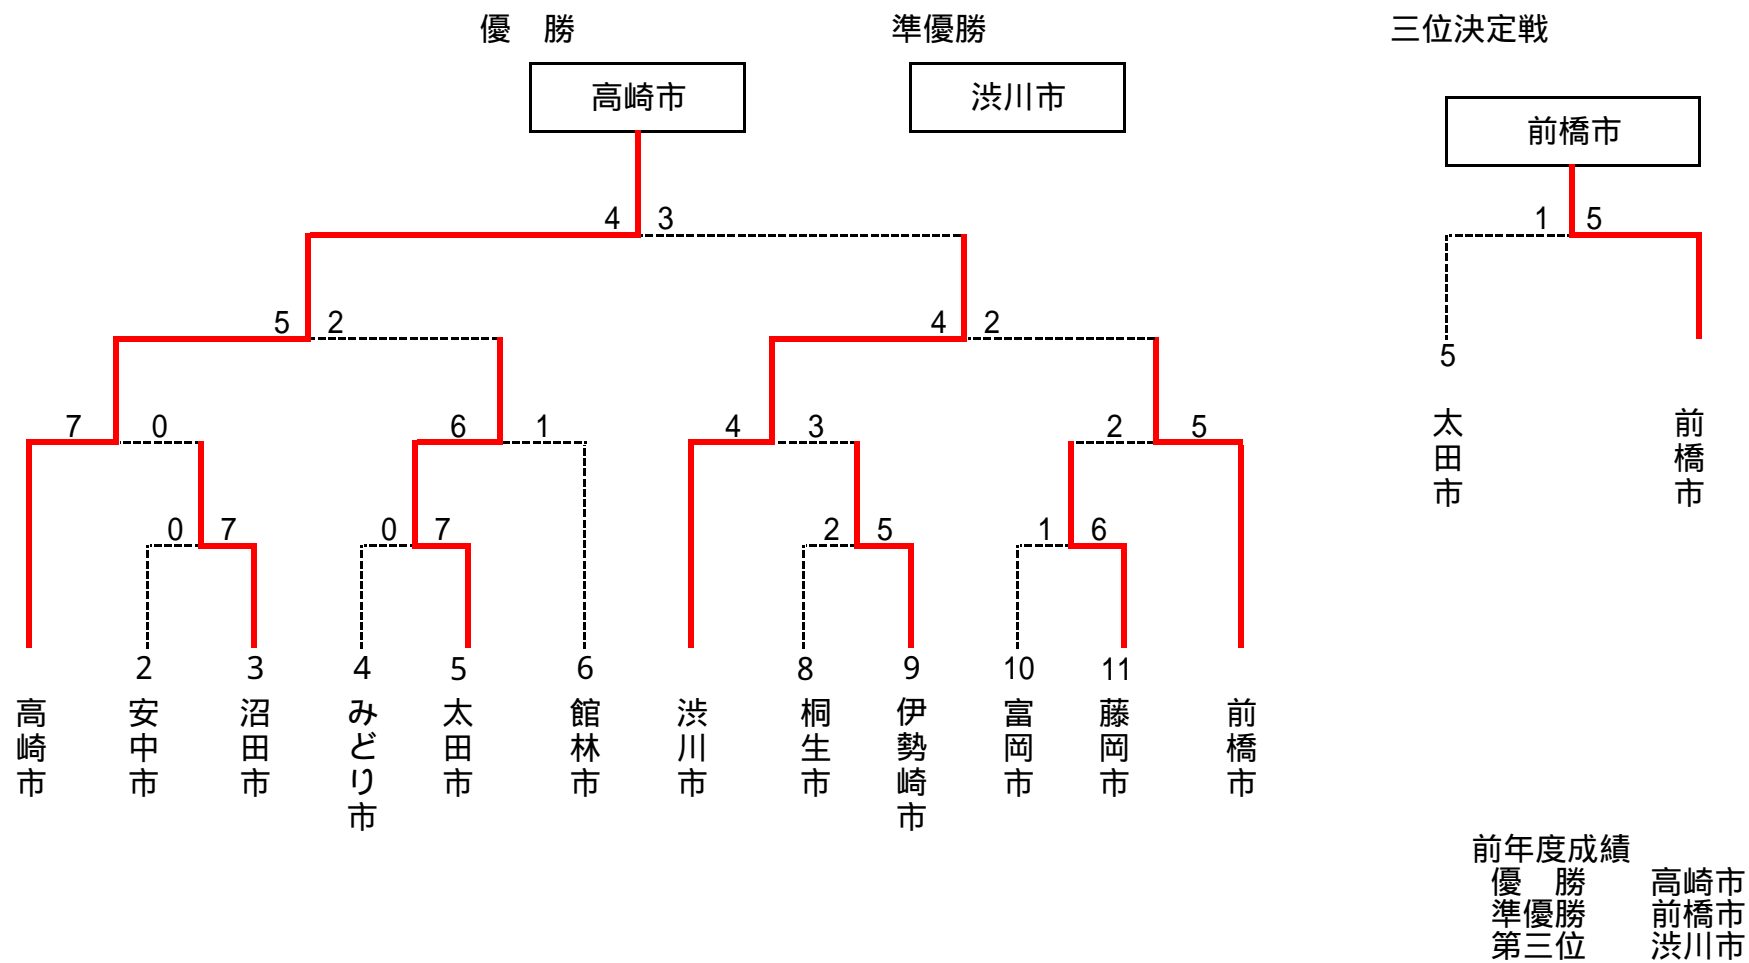 優　勝
準優勝
三位決定戦
高崎市
渋川市
前橋市
4 3
1 5
5 2
4 2
5
7 0
6 1
4 3
2 5
太田市
前橋市
0 7
0 7
2 5
1 6
2
3
4
5
6
8
9
10
11
高崎市
安中市
沼田市
みどり市
太田市
館林市
渋川市
桐生市
伊勢崎市
富岡市
藤岡市
前橋市
前年度成績
優　勝　高崎市
準優勝　前橋市
第三位　渋川市